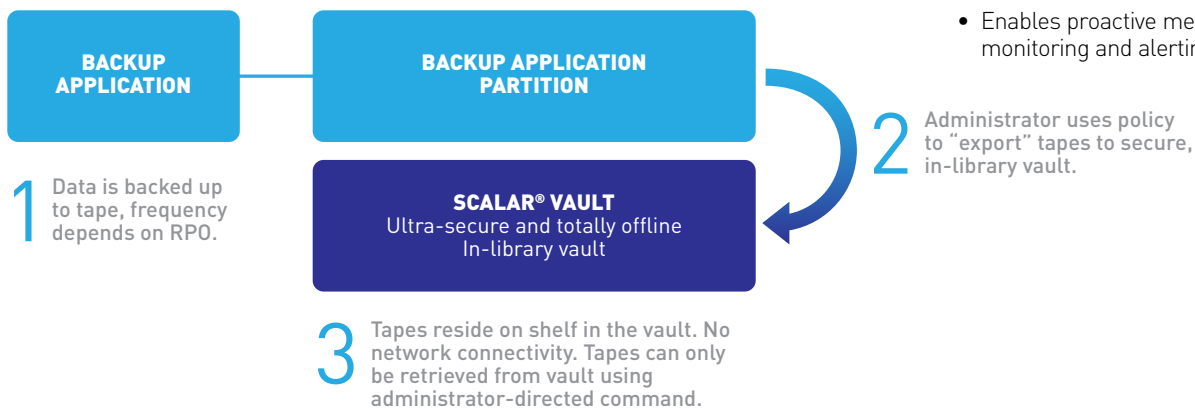 • Enables proactive
monitoring and
BACKUP
APPLICATION
BACKUP APPLICATION
PARTITION
2 Administrator uses policy
to “export” tapes to secure,
in-library vault.
1 Data is backed up
to tape, frequency
depends on RPO.
SCALAR® VAULT
Ultra-secure and totally offline
In-library vault
3 Tapes reside on shelf in the vault. No
network connectivity. Tapes can only
be retrieved from vault using
administrator-directed command.